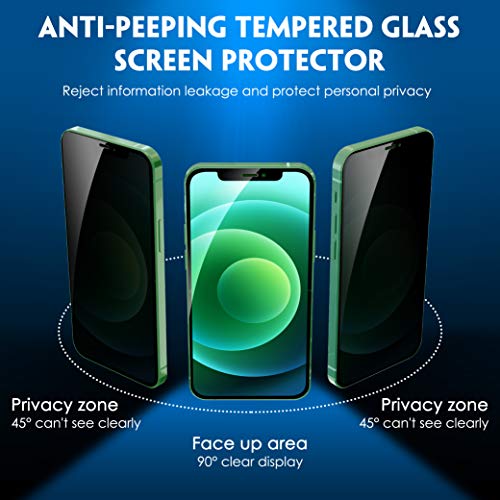 ANTI-PEEPING TEMPERED GLASS
SCREEN PROTECTOR
Reject information leakage and protect personal privacy
Privacy zone
45° can't see clearly
Face up area
90° clear display
Privacy zone
45° can't see clearly